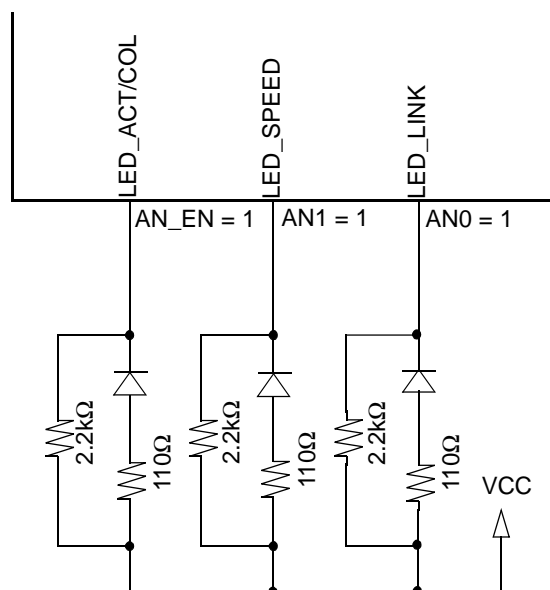 LED_ACT/COL
LED_SPEED
LED_LINK
AN_EN = 1
AN1 = 1
AN0 = 1
2.2kΩ
110Ω
2.2kΩ
110Ω
2.2kΩ
110Ω
VCC